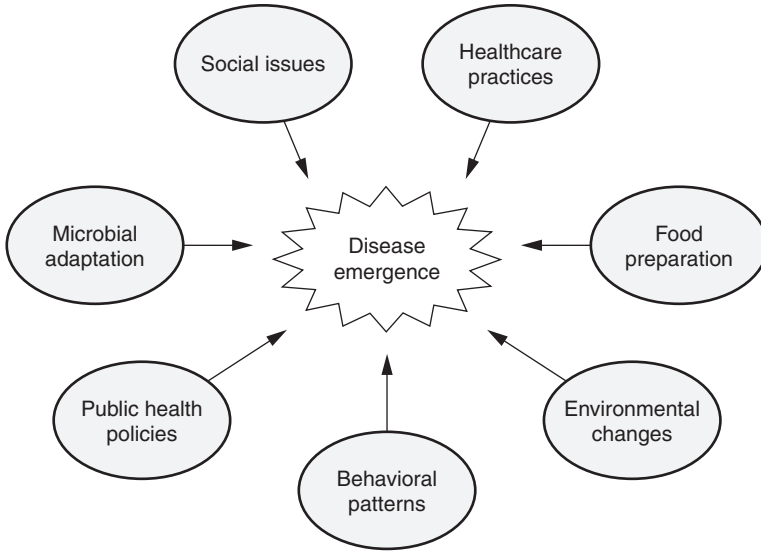 Social issues
Healthcare
practices
Microbial
adaptation
Disease
emergence
Food
preparation
Public health
policies
Behavioral
patterns
Environmental
changes